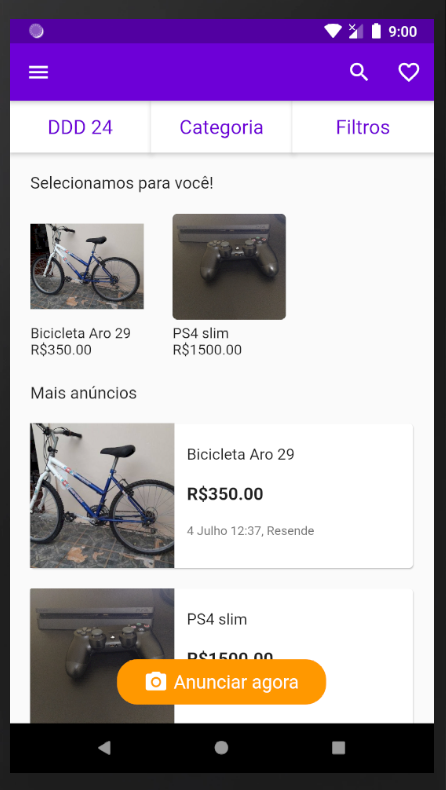 9:00
DDD 24
Categoria
Filtros
Selecionamos para você!
Bicicleta Aro 29
R$350.00
PS4 slim
R$1500.00
Mais anúncios
Bicicleta Aro 29
R$350.00
4 Julho 12:37, Resende
PS4 slim
R$1500.00
Anunciar agora